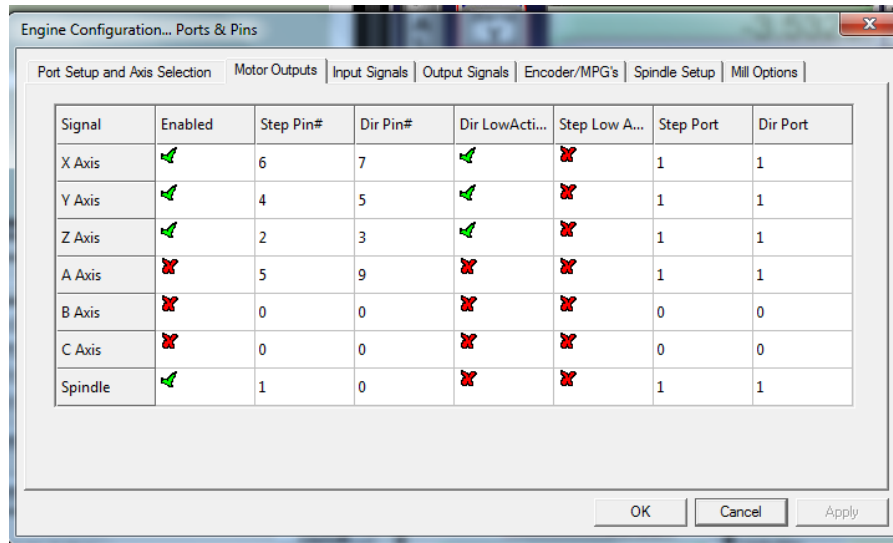 -3.53
Engine Configuration... Ports & Pins
Port Setup and Axis Selection Motor Outputs Input Signals Output Signals Encoder/MPG's Spindle Setup Mill Options
Signal Enabled Step Pin# Dir Pin# Dir LowActi... Step Low A... Step Port Dir Port
X Axis 6 7 1 1
Y Axis 4 5 1 1
Z Axis 2 3 1 1
A Axis 5 9 1 1
B Axis 0 0 0 0
C Axis 0 0 0 0
Spindle 1 0 1 1
OK Cancel Apply